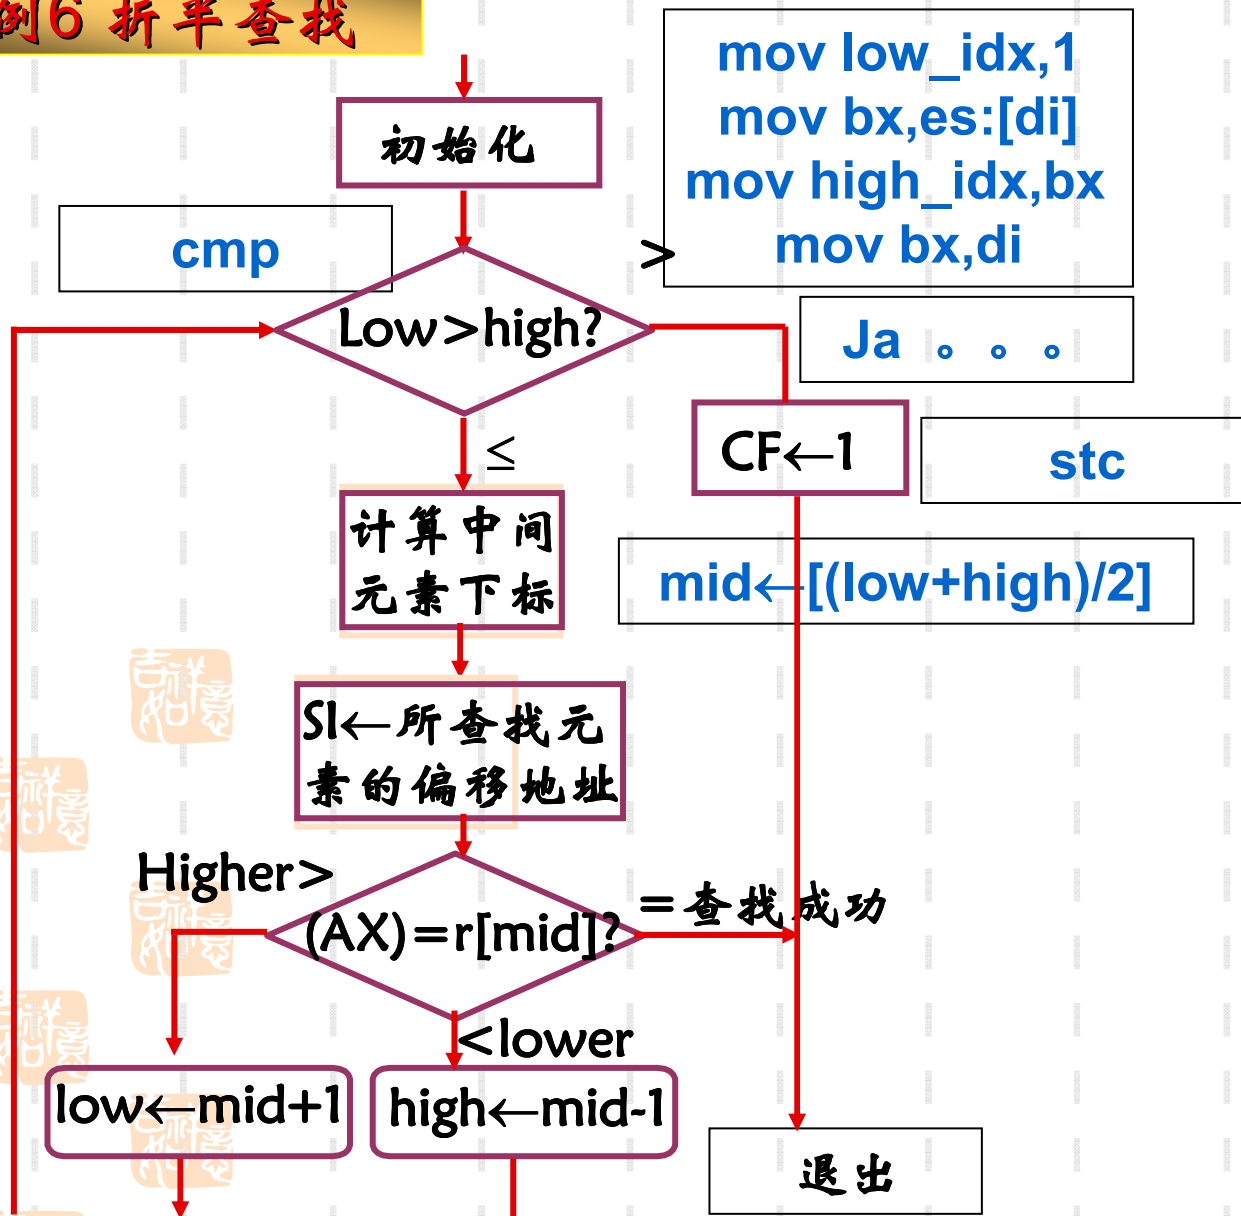 例6 折半查找
mov low_idx,1
mov bx,es:[di]
mov high_idx,bx
mov bx,di
初始化
cmp
>
Low>high?
Ja 。。。
≤
CF←1
stc
计算中间
元素下标
mid←[(low+high)/2]
SI←所查找元
素的偏移地址
Higher>
(AX)=r[mid]?
=查找成功
<lower
low←mid+1
high←mid-1
退出